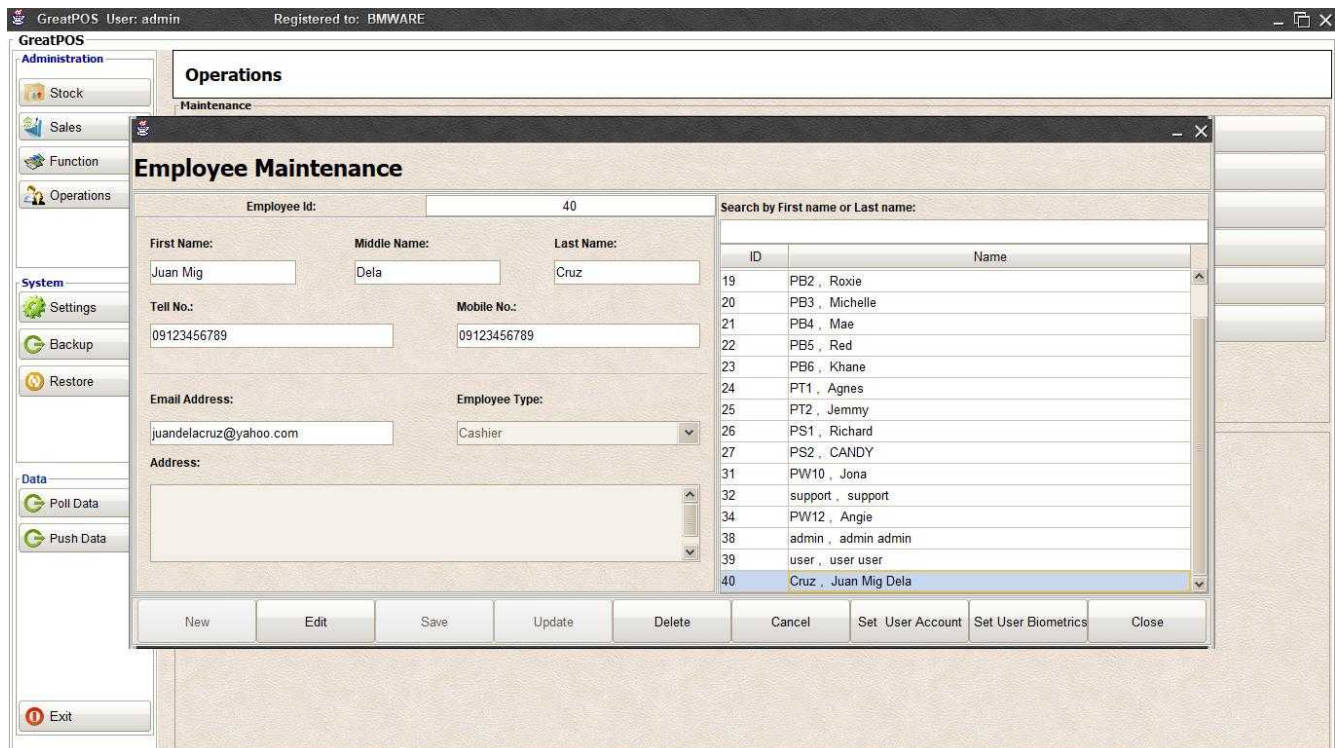 GreatPOS User: admin Registered to: BMWARE
GreatPOS
Administration
Stock
Sales
Function
Operations
System
Settings
Backup
Restore
Data
Poll Data
Push Data
Exit
Operations
Maintenance
Employee Maintenance
Employee Id: 40
First Name: Middle Name: Last Name:
Juan Mig Dela Cruz
Tell No.: Mobile No.:
09123456789 09123456789
Email Address: Employee Type:
juandelacruz@yahoo.com Cashier
Address:
Search by First name or Last name:
ID Name
19 PB2 , Roxie
20 PB3 , Michelle
21 PB4 , Mae
22 PB5 , Red
23 PB6 , Khane
24 PT1 , Agnes
25 PT2 , Jemmy
26 PS1 , Richard
27 PS2 , CANDY
31 PW10 , Jona
32 support , support
34 PW12 , Angie
38 admin , admin admin
39 user , user user
40 Cruz , Juan Mig Dela
New Edit Save Update Delete Cancel Set User Account Set User Biometrics Close